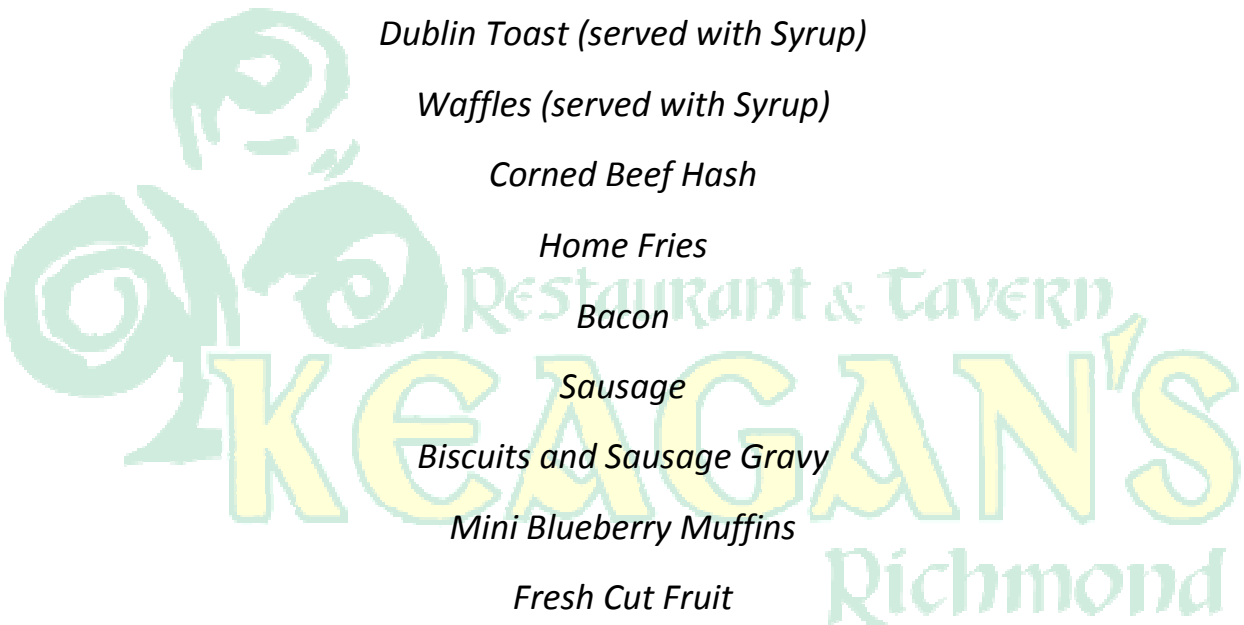 Dublin Toast (served with Syrup)
Waffles (served with Syrup)
Corned Beef Hash
Home Fries
Restaurant & Tavern
Bacon
KEAGAN'S
Sausage
Biscuits and Sausage Gravy
Mini Blueberry Muffins
Richmond
Fresh Cut Fruit